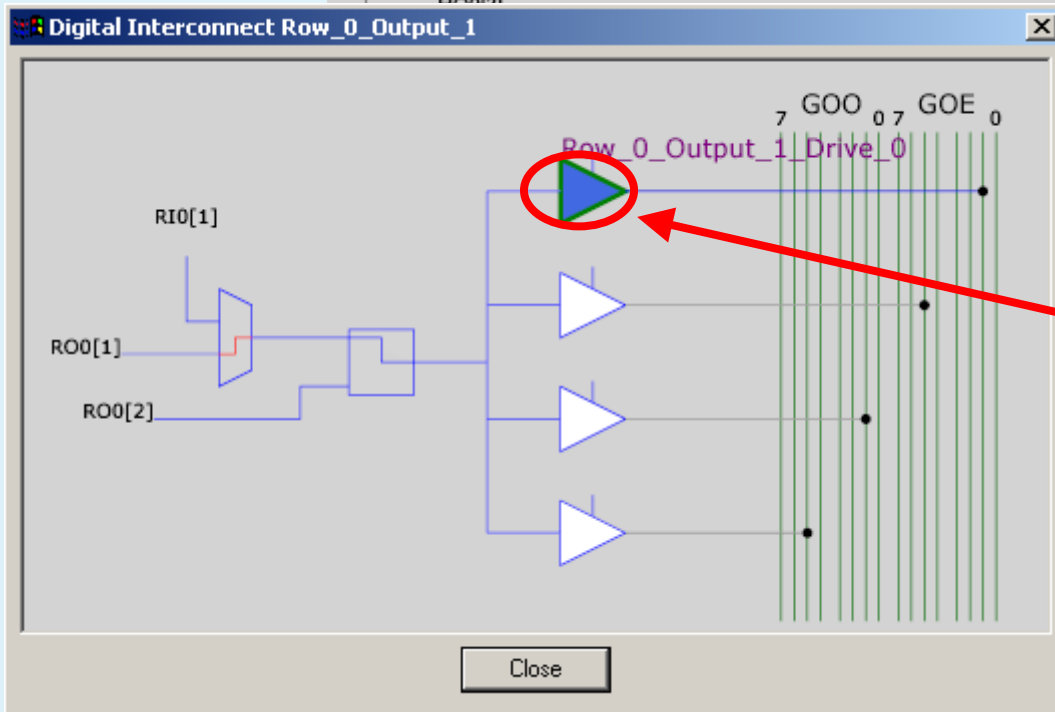 Digital Interconnect Row_0_Output_1
7 GOO 0 7 GOE 0
Row_0_Output_1_Drive_0
RI0[1]
RO0[1]
RO0[2]
Close